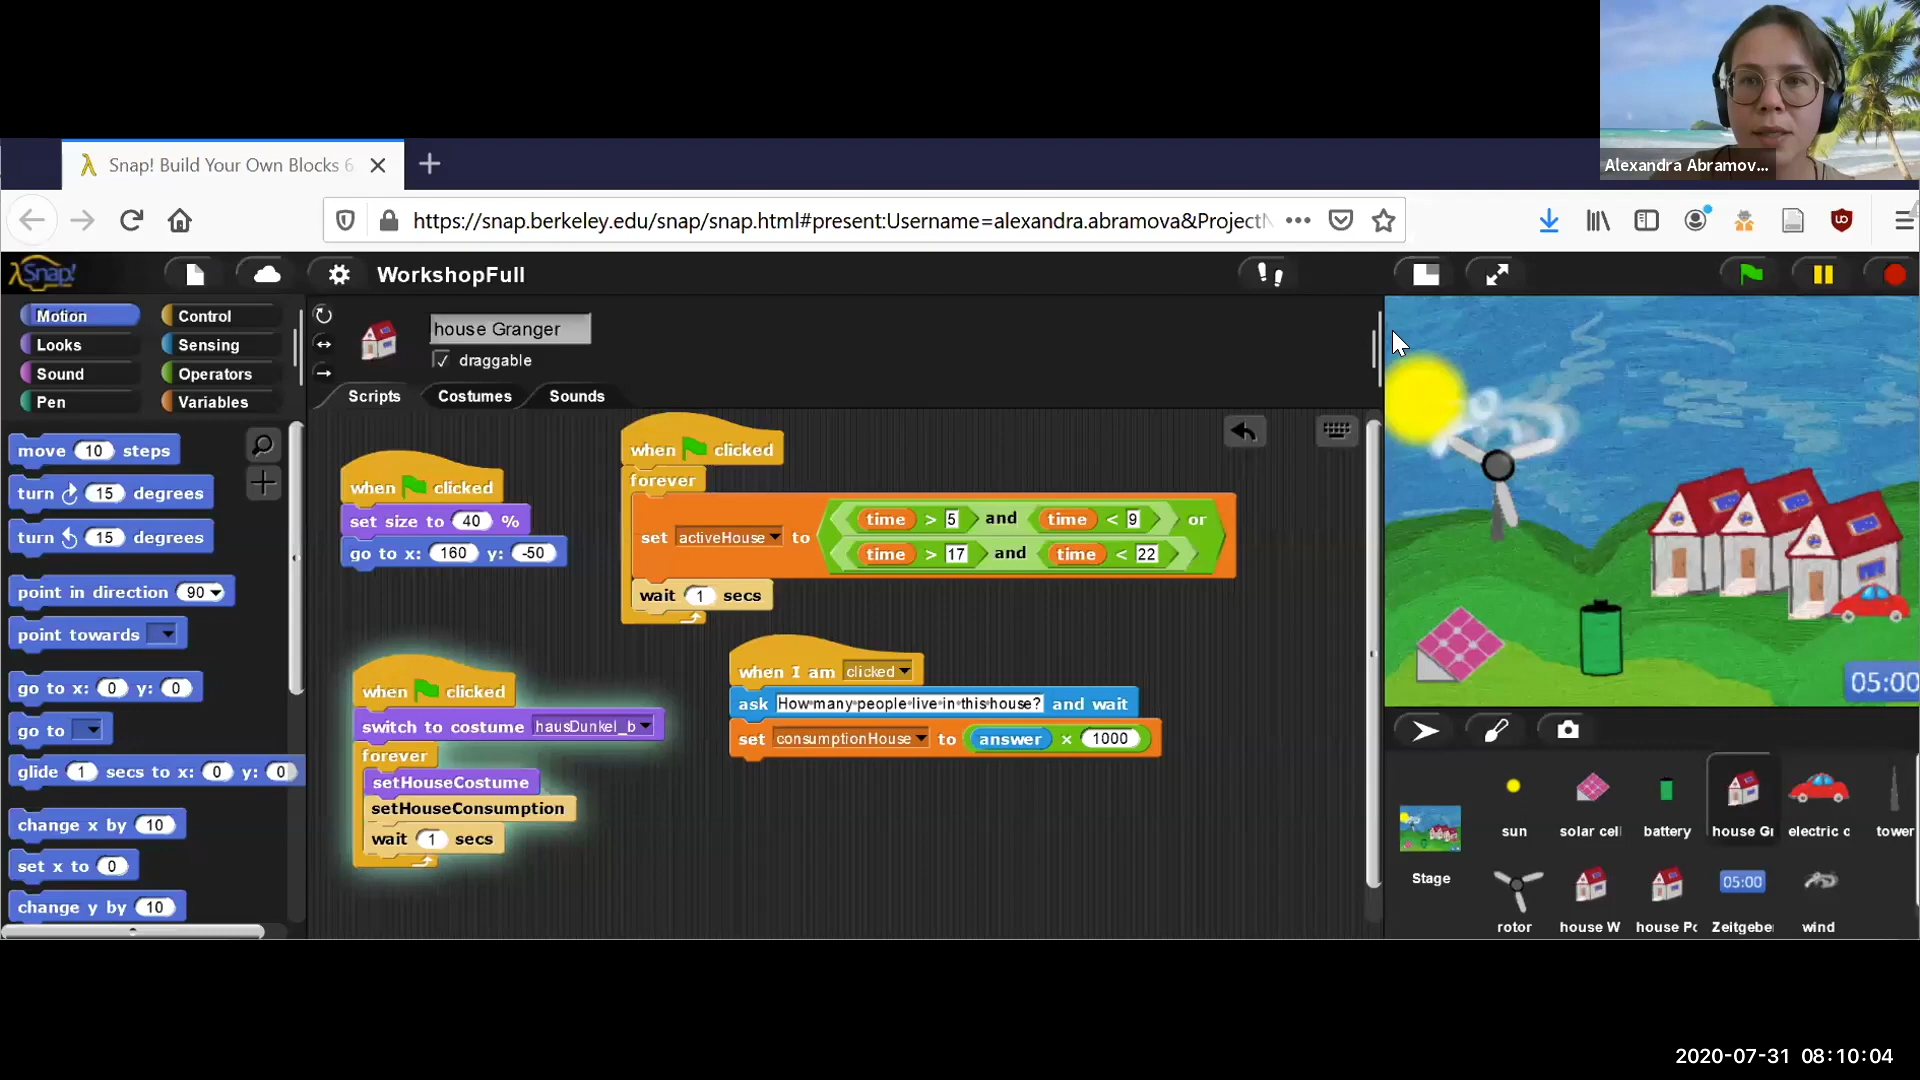 Alexandra Abramov...
Snap! Build Your Own Blocks 6
https://snap.berkeley.edu/snap/snap.html#present:Username=alexandra.abramova&Project
Snap!
WorkshopFull
Motion
Control
Looks
Sensing
Sound
Operators
Pen
Variables
house Granger
draggable
Scripts
Costumes
Sounds
move 10 steps
turn 15 degrees
turn 15 degrees
point in direction 90
point towards
go to x: 0 y: 0
go to
glide 1 secs to x: 0 y: 0
change x by 10
set x to 0
change y by 10
when clicked
set size to 40 %
go to x: 160 y: -50
when clicked
forever
set activeHouse to time > 5 and time < 9 or
time > 17 and time < 22
wait 1 secs
when clicked
switch to costume hausDunkel_b
forever
setHouseCostume
setHouseConsumption
wait 1 secs
when I am clicked
ask How many people live in this house? and wait
set consumptionHouse to answer × 1000
05:00
Stage
sun
solar cell
battery
house Gr
electric c
tower
rotor
house W
house Po
05:00
Zeitgebe
wind
2020-07-31 08:10:04